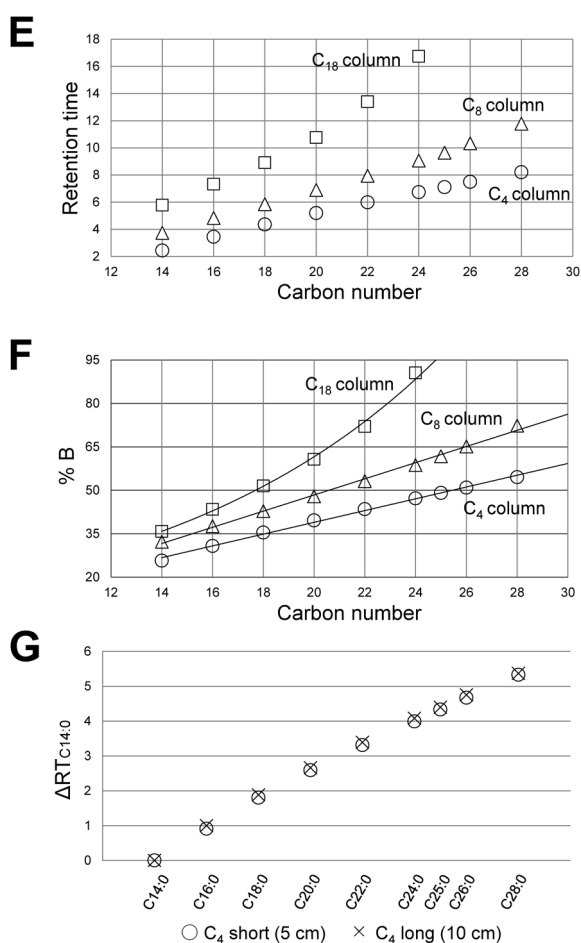 E
18
16
14
12
10
8
6
4
2
Retention time
C18 column
C8 column
C4 column
12 14 16 18 20 22 24 26 28 30
Carbon number
F
95
80
65
50
35
20
% B
C18 column
C8 column
C4 column
12 14 16 18 20 22 24 26 28 30
Carbon number
G
6
5
4
3
2
1
0
ΔRTC14:0
C14:0 C16:0 C18:0 C20:0 C22:0 C24:0 C25:0 C26:0 C28:0
○ C4 short (5 cm) × C4 long (10 cm)